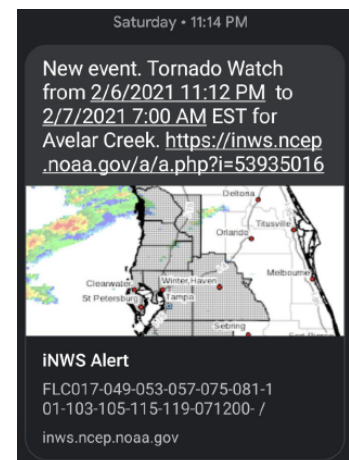 Saturday • 11:14 PM
New event. Tornado Watch
from 2/6/2021 11:12 PM to
2/7/2021 7:00 AM EST for
Avelar Creek. https://inws.ncep
.noaa.gov/a/a.php?i=53935016
Deltona
Titusville
Orlando
Clearwater
Winter Haven
Melbourne
St Petersburg
Tampa
Sebring
iNWS Alert
FLC017-049-053-057-075-081-1
01-103-105-115-119-071200- /
inws.ncep.noaa.gov